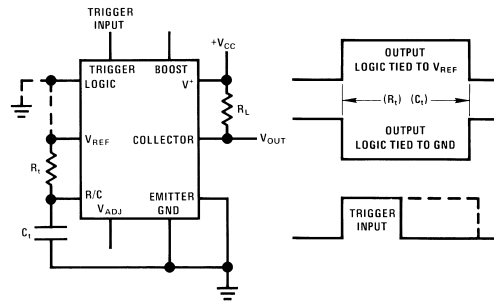 TRIGGER
INPUT
+VCC
TRIGGER
LOGIC
BOOST
V+
RL
VREF
COLLECTOR
VOUT
Rt
R/C
VADJ
EMITTER
GND
Ct
OUTPUT
LOGIC TIED TO VREF
(Rt) (Ct)
OUTPUT
LOGIC TIED TO GND
TRIGGER
INPUT